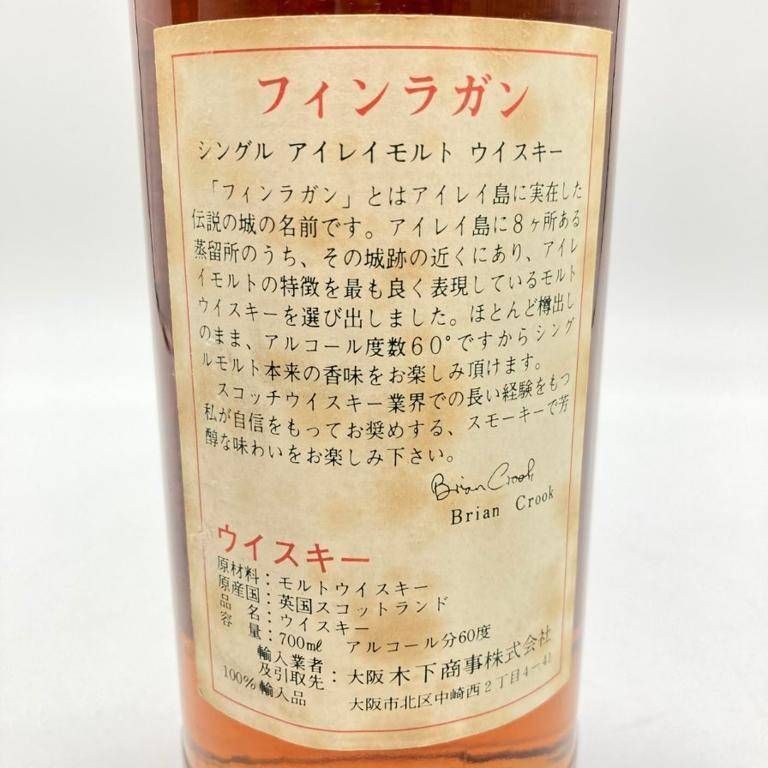 フィンラガン
シングル アイレイモルト ウイスキー
「フィンラガン」とはアイレイ島に実在した
伝説の城の名前です。アイレイ島に8ヶ所ある
蒸留所のうち、その城跡の近くにあり、アイレ
イモルトの特徴を最も良く表現しているモルト
ウイスキーを選び出しました。ほとんど樽出し
のまま、アルコール度数60°ですからシング
ルモルト本来の香味をお楽しみ頂けます。
スコッチウイスキー業界での長い経験をもつ
私が自信をもってお奨めする、スモーキーで芳
醇な味わいをお楽しみ下さい。
Brian Crook
Brian Crook
ウイスキー
原材料：モルトウイスキー
原産国：英国スコットランド
品 名：ウイスキー
容 量：700mℓ アルコール分60度
輸入業者
及引取先：大阪 木下商事株式会社
100%輸入品 大阪市北区中崎西2丁目4-41